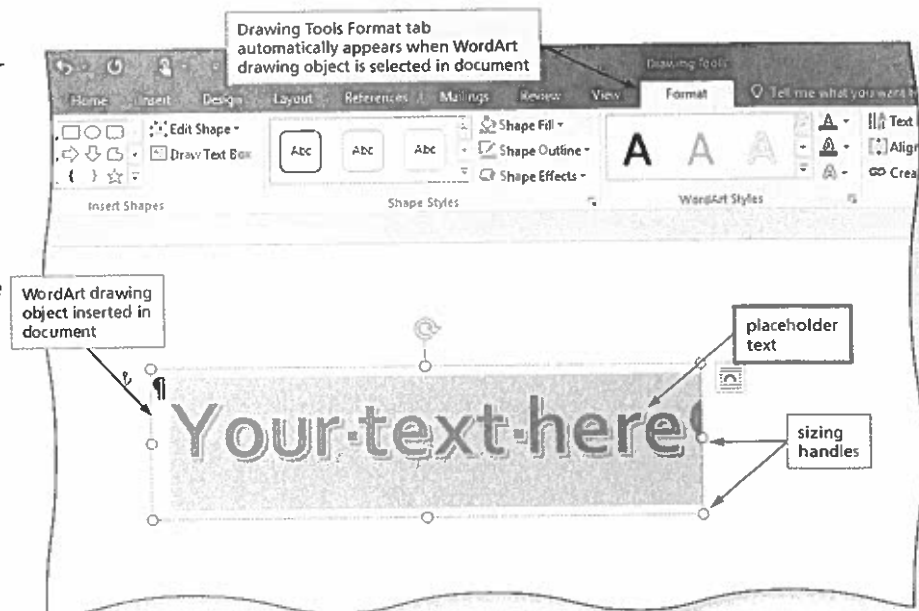 Drawing Tools Format tab
automatically appears when WordArt
drawing object is selected in document
Drawing Tools
Home Insert Design Layout References Mailings Review View Format Tell me what you want
Edit Shape
Draw Text Box
Insert Shapes
Abc Abc Abc
Shape Fill
Shape Outline
Shape Effects
Shape Styles
A A A
WordArt Styles
A
A
A
Text
Align
Crea
WordArt drawing
object inserted in
document
placeholder
text
¶
Your·text·here
sizing
handles